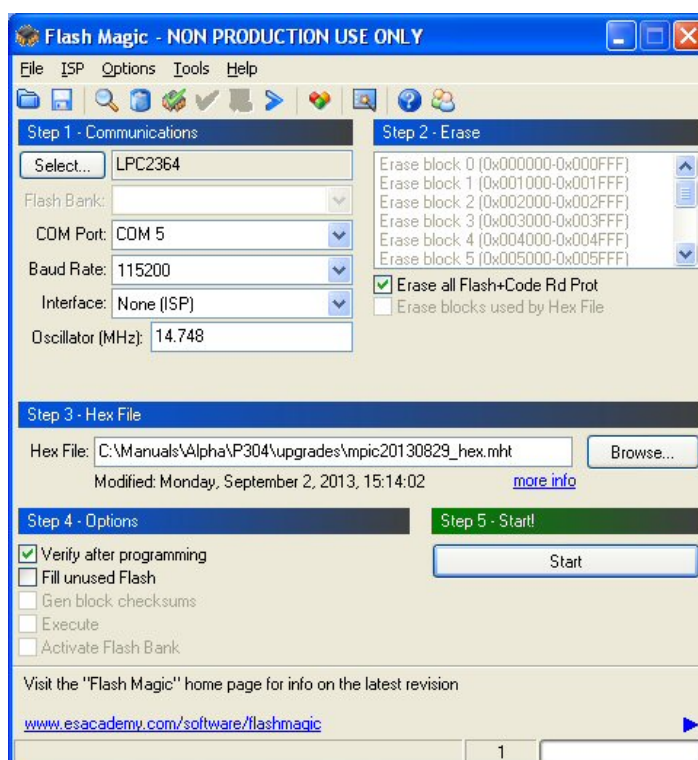 Flash Magic - NON PRODUCTION USE ONLY
File ISP Options Tools Help
Step 1 - Communications
Select... LPC2364
Flash Bank:
COM Port: COM 5
Baud Rate: 115200
Interface: None (ISP)
Oscillator (MHz): 14.748
Step 2 - Erase
Erase block 0 (0x000000-0x000FFF)
Erase block 1 (0x001000-0x001FFF)
Erase block 2 (0x002000-0x002FFF)
Erase block 3 (0x003000-0x003FFF)
Erase block 4 (0x004000-0x004FFF)
Erase block 5 (0x005000-0x005FFF)
Erase all Flash+Code Rd Prot
Erase blocks used by Hex File
Step 3 - Hex File
Hex File: C:\Manuals\Alpha\P304\upgrades\mpic20130829_hex.mht Browse...
Modified: Monday, September 2, 2013, 15:14:02 more info
Step 4 - Options
Verify after programming
Fill unused Flash
Gen block checksums
Execute
Activate Flash Bank
Step 5 - Start!
Start
Visit the "Flash Magic" home page for info on the latest revision
www.esacademy.com/software/flashmagic
1